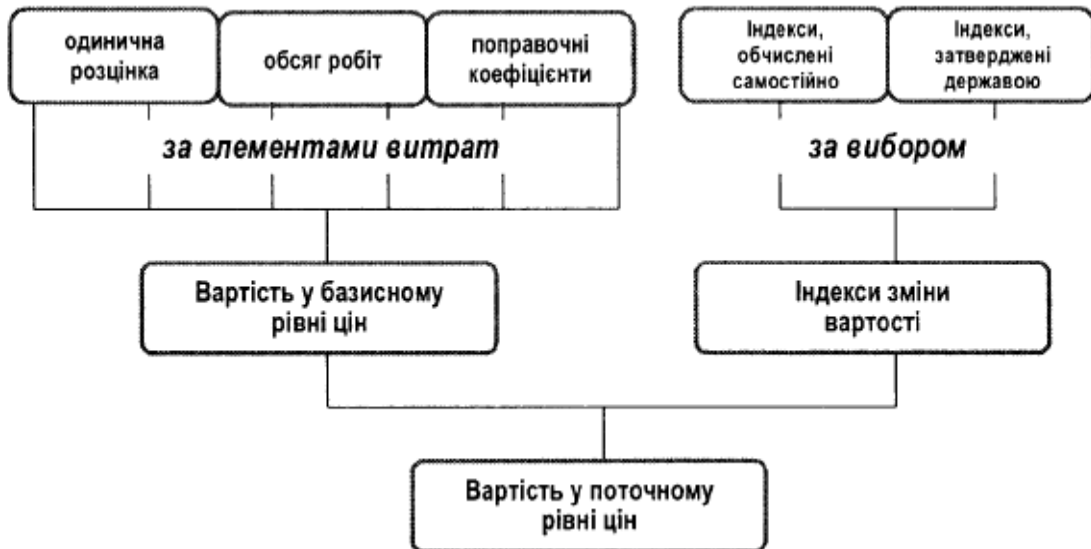 одинична
розцінка
обсяг робіт
поправочні
коефіцієнти
Індекси,
обчислені
самостійно
Індекси,
затверджені
державою
за елементами витрат
за вибором
Вартість у базисному
рівні цін
Індекси зміни
вартості
Вартість у поточному
рівні цін